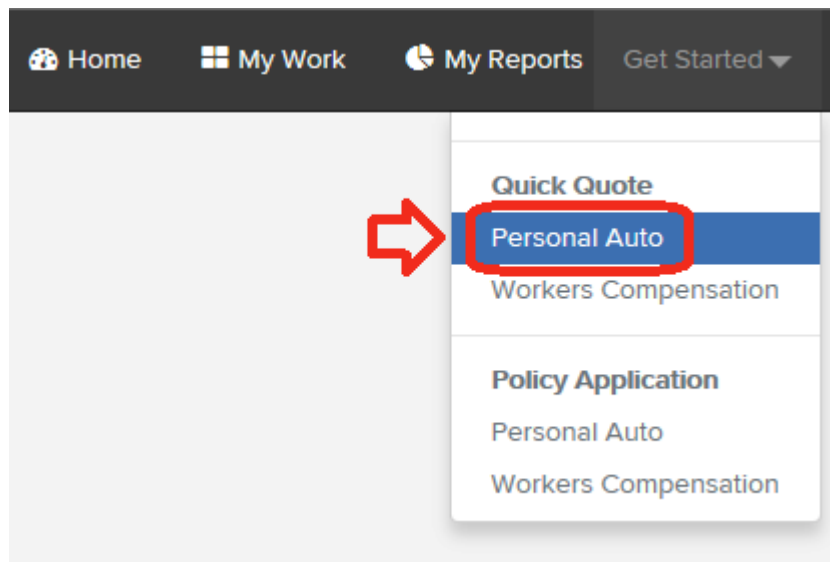 Home My Work My Reports Get Started
Quick Quote
Personal Auto
Workers Compensation
Policy Application
Personal Auto
Workers Compensation